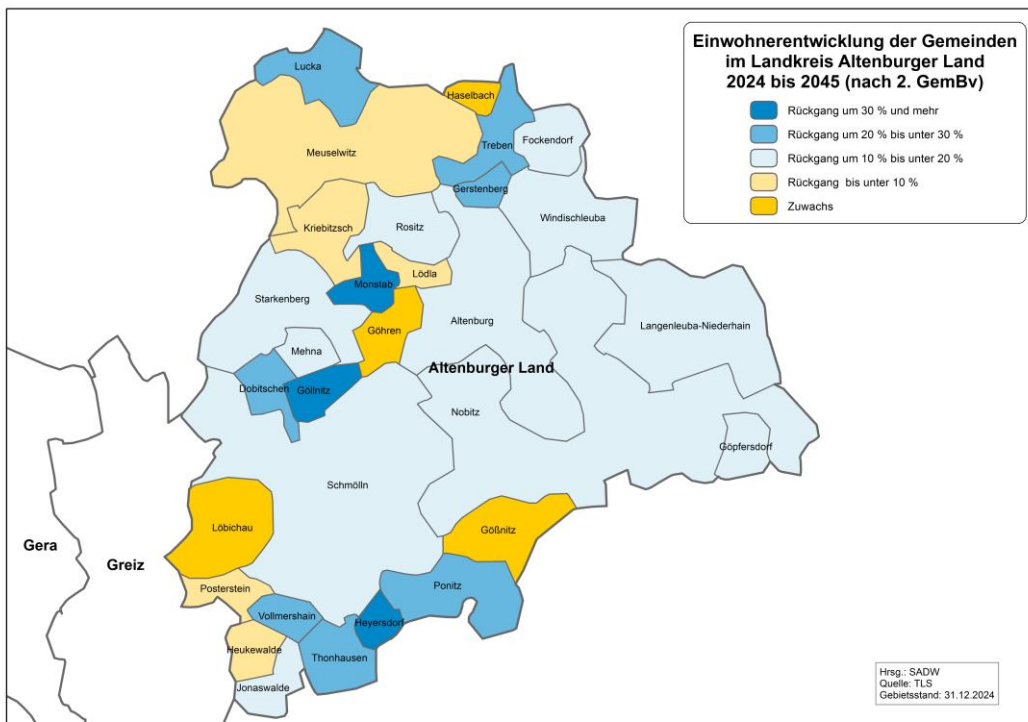 Einwohnerentwicklung der Gemeinden
im Landkreis Altenburger Land
2024 bis 2045 (nach 2. GemBv)
Rückgang um 30 % und mehr
Rückgang um 20 % bis unter 30 %
Rückgang um 10 % bis unter 20 %
Rückgang bis unter 10 %
Zuwachs
Lucka
Haselbach
Treben
Fockendorf
Meuselwitz
Gerstenberg
Windischleuba
Kriebitzsch
Rositz
Lödla
Monstab
Starkenberg
Altenburg
Langenleuba-Niederhain
Göhren
Mehna
Altenburger Land
Dobitschen
Göllnitz
Nobitz
Göpfersdorf
Schmölln
Löbichau
Gößnitz
Gera
Greiz
Posterstein
Ponitz
Vollmershain
Heyersdorf
Heukewalde
Thonhausen
Jonaswalde
Hrsg.: SADW
Quelle: TLS
Gebietsstand: 31.12.2024